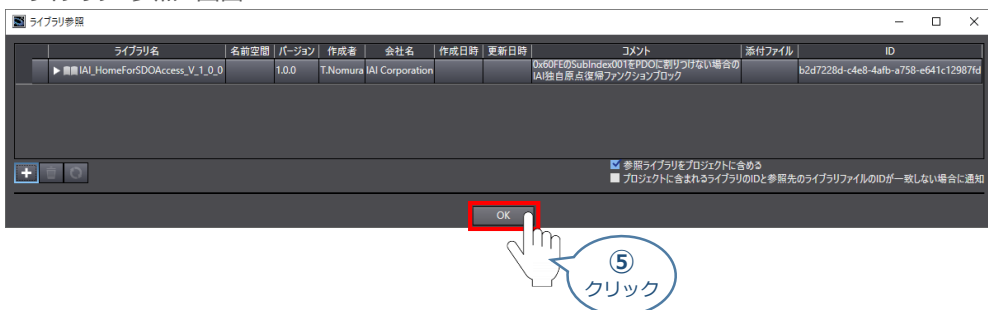 ライブラリ参照
ライブラリ名 名前空間 バージョン 作成者 会社名 作成日時 更新日時 コメント 添付ファイル ID
IAI_HomeForSDOAccess_V_1_0_0 1.0.0 T.Nomura IAI Corporation 0x60FEのSubIndex001をPDOに割りつけない場合の b2d7228d-c4e8-4afb-a758-e641c12987fd
IAI独自原点復帰ファンクションブロック
参照ライブラリをプロジェクトに含める
プロジェクトに含まれるライブラリのIDと参照先のライブラリファイルのIDが一致しない場合に通知
OK
⑤
クリック